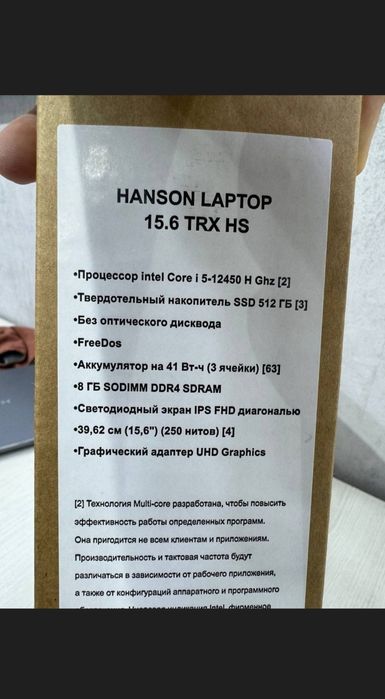 HANSON LAPTOP
15.6 TRX HS
•Процессор intel Core i 5-12450 H Ghz [2]
•Твердотельный накопитель SSD 512 ГБ [3]
•Без оптического дисквода
•FreeDos
•Аккумулятор на 41 Вт-ч (3 ячейки) [63]
•8 ГБ SODIMM DDR4 SDRAM
•Светодиодный экран IPS FHD диагональю
•39,62 см (15,6") (250 нитов) [4]
•Графический адаптер UHD Graphics
[2] Технология Multi-core разработана, чтобы повысить
эффективность работы определенных программ.
Она пригодится не всем клиентам и приложениям.
Производительность и тактовая частота будут
различаться в зависимости от рабочего приложения,
а также от конфигураций аппаратного и программного